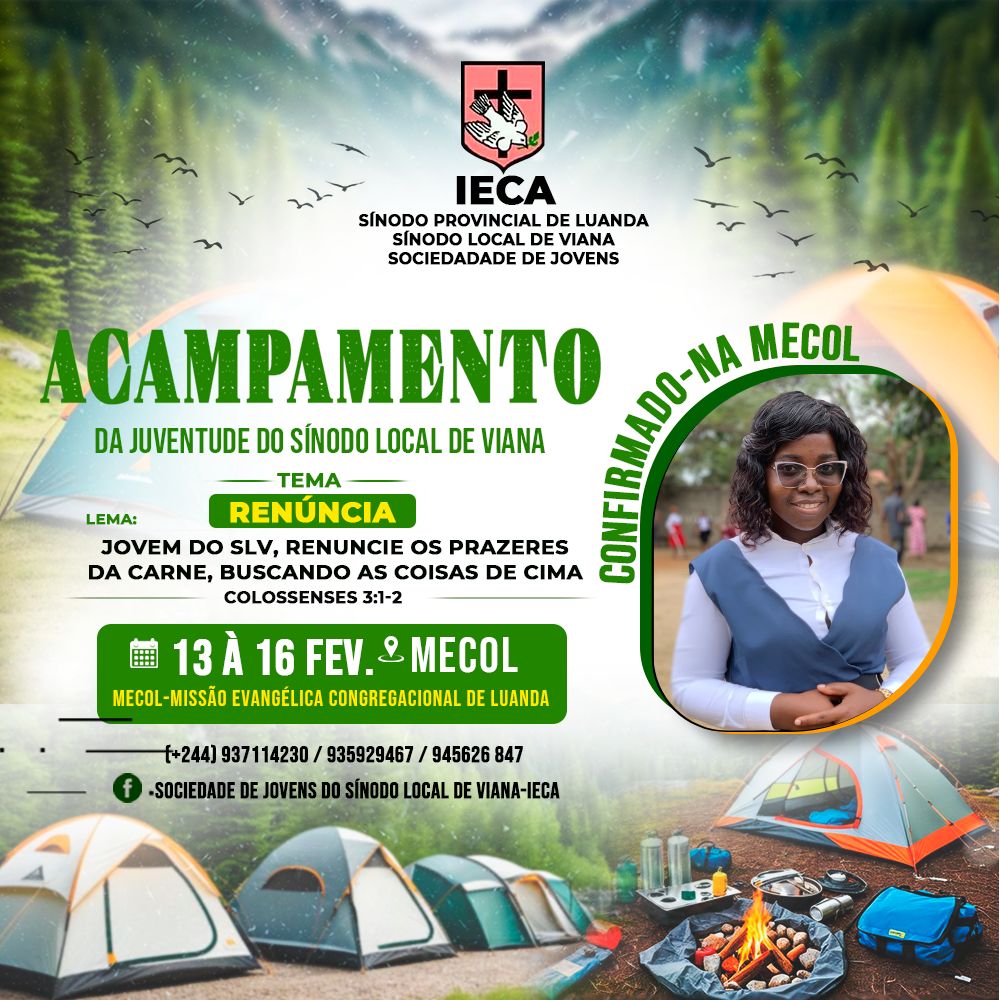 IECA
SÍNODO PROVINCIAL DE LUANDA
SÍNODO LOCAL DE VIANA
SOCIEDADADE DE JOVENS
ACAMPAMENTO
DA JUVENTUDE DO SÍNODO LOCAL DE VIANA
TEMA
RENÚNCIA
LEMA:
JOVEM DO SLV, RENUNCIE OS PRAZERES
DA CARNE, BUSCANDO AS COISAS DE CIMA
COLOSSENSES 3:1-2
CONFIRMADO-NA MECOL
13 À 16 FEV. MECOL
MECOL-MISSÃO EVANGÉLICA CONGREGACIONAL DE LUANDA
(+244) 937114230 / 935929467 / 945626 847
f -SOCIEDADE DE JOVENS DO SÍNODO LOCAL DE VIANA-IECA